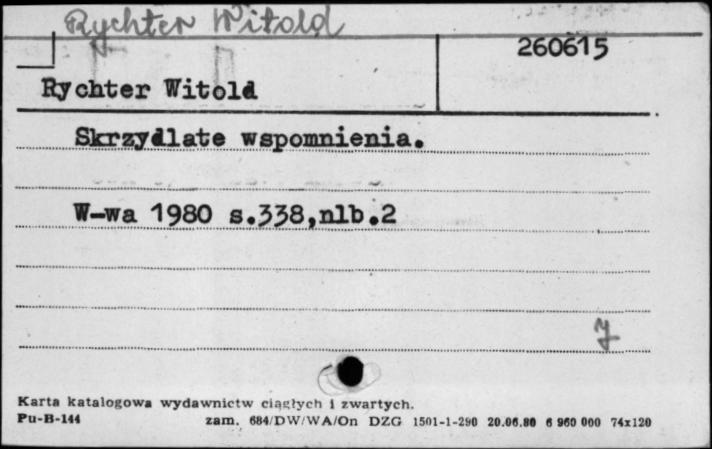 Rychter Witold
260615
Rychter Witold
Skrzydlate wspomnienia.
W-wa 1980 s.338,nlb.2
Karta katalogowa wydawnictw ciągłych i zwartych.
Pu-B-144 zam. 684/DW/WA/On DZG 1501-1-290 20.06.80 6 960 000 74x120